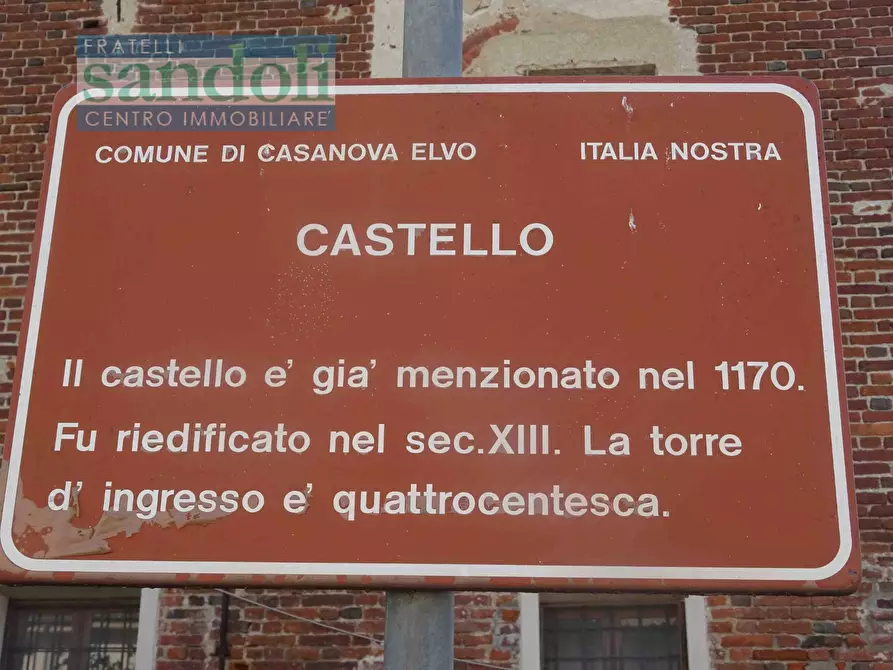 FRATELLI
sandoli
CENTRO IMMOBILIARE
COMUNE DI CASANOVA ELVO ITALIA NOSTRA
CASTELLO
Il castello e' gia' menzionato nel 1170.
Fu riedificato nel sec.XIII. La torre
d' ingresso e' quattrocentesca.